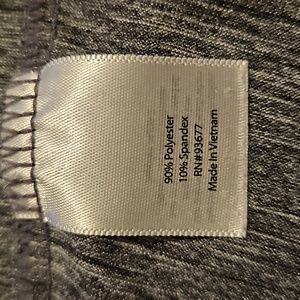 90% Polyester
10% Spandex
RN#93677
Made In Vietnam